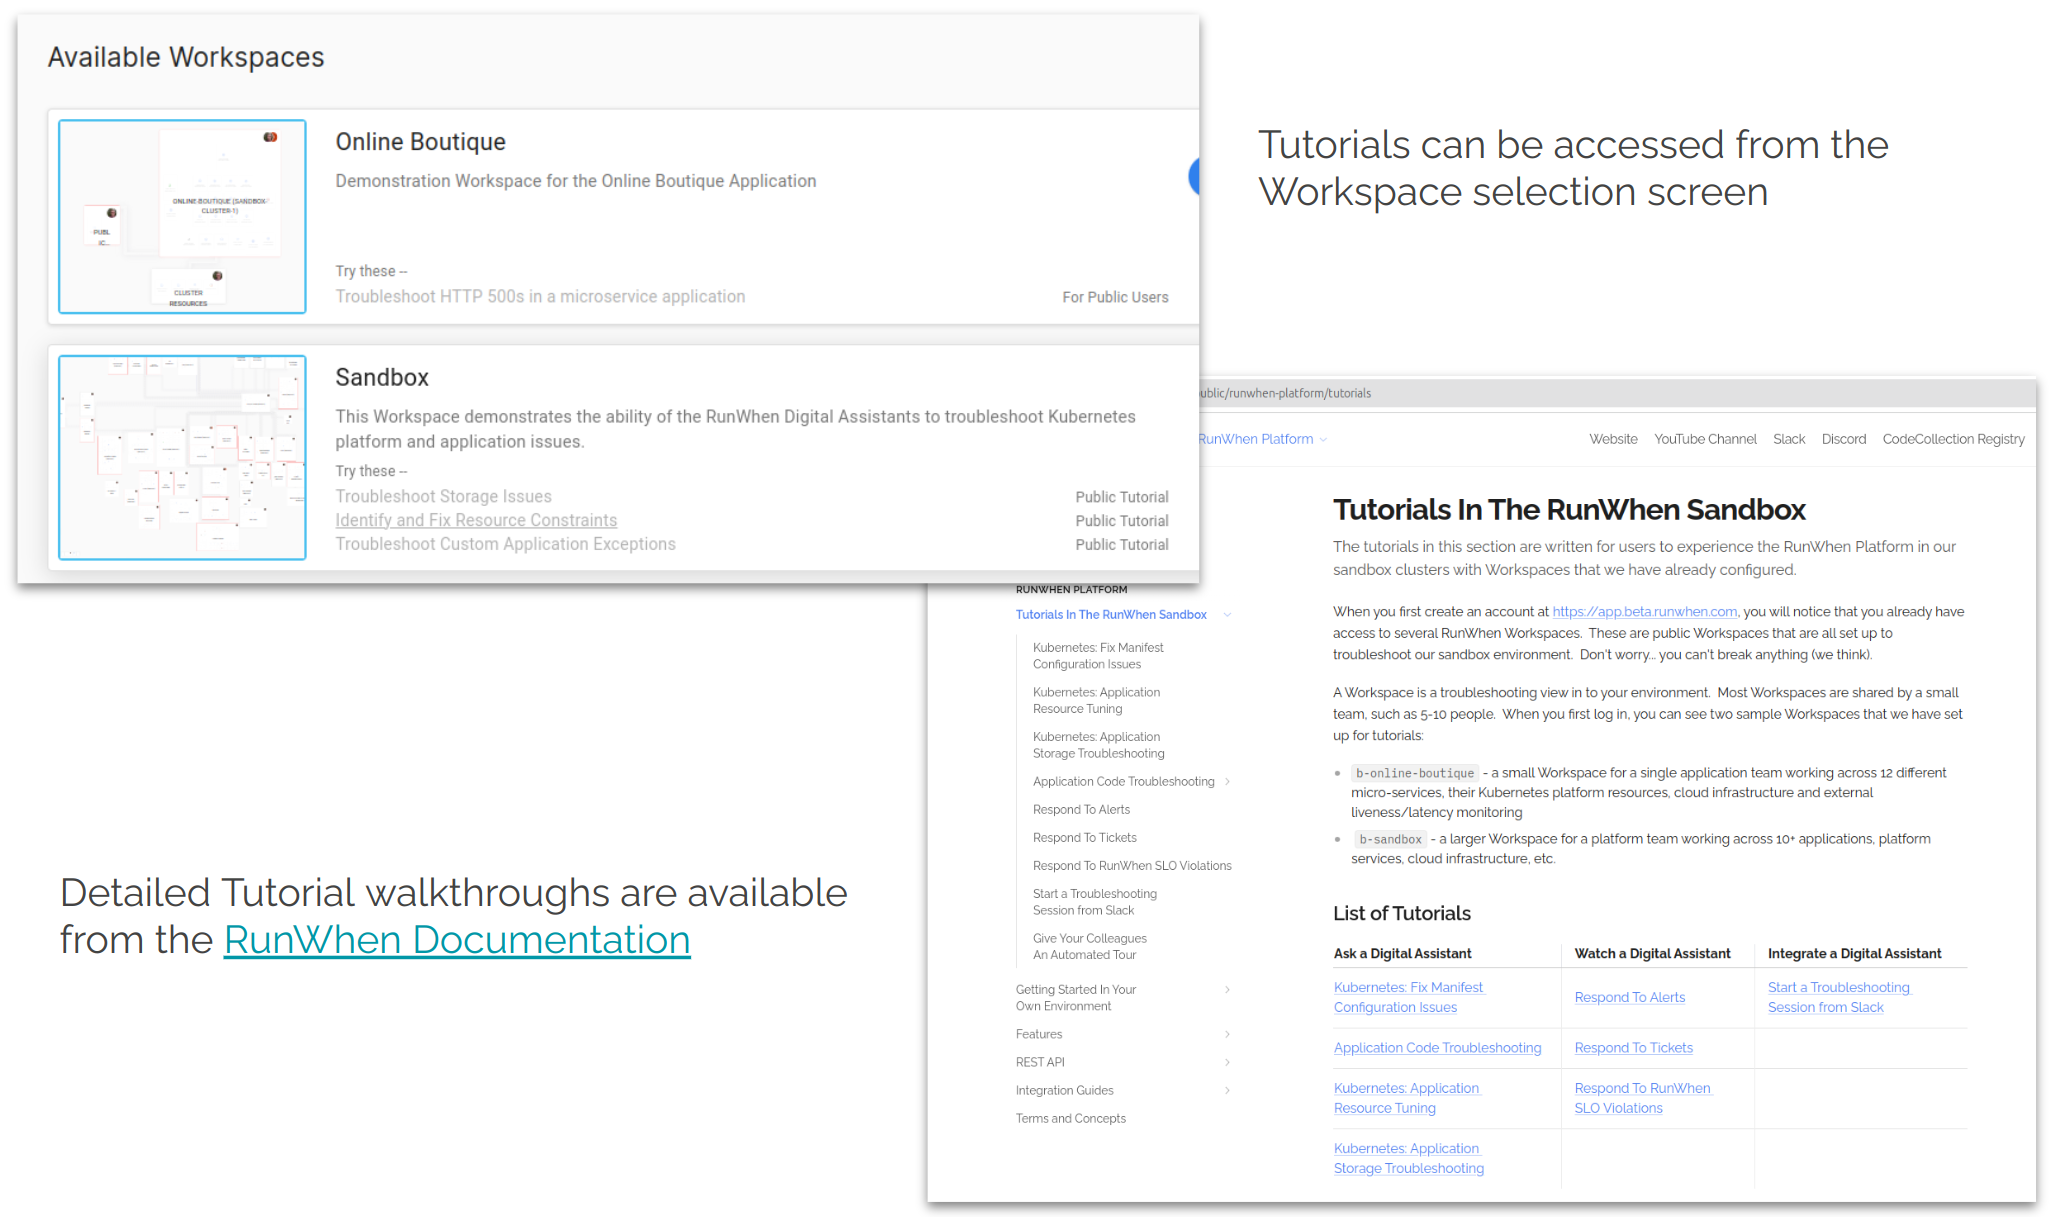 Available Workspaces
ONLINE-BOUTIQUE (SANDBOX-
CLUSTER-1)
PUBL
IC...
CLUSTER
RESOURCES
Online Boutique
Demonstration Workspace for the Online Boutique Application
Try these --
Troubleshoot HTTP 500s in a microservice application
For Public Users
Sandbox
This Workspace demonstrates the ability of the RunWhen Digital Assistants to troubleshoot Kubernetes
platform and application issues.
Try these --
Troubleshoot Storage Issues
Public Tutorial
Identify and Fix Resource Constraints
Public Tutorial
Troubleshoot Custom Application Exceptions
Public Tutorial
Tutorials can be accessed from the
Workspace selection screen
Detailed Tutorial walkthroughs are available
from the RunWhen Documentation
ublic/runwhen-platform/tutorials
RunWhen Platform
Website YouTube Channel Slack Discord CodeCollection Registry
RUNWHEN PLATFORM
Tutorials In The RunWhen Sandbox
Kubernetes: Fix Manifest
Configuration Issues
Kubernetes: Application
Resource Tuning
Kubernetes: Application
Storage Troubleshooting
Application Code Troubleshooting
Respond To Alerts
Respond To Tickets
Respond To RunWhen SLO Violations
Start a Troubleshooting
Session from Slack
Give Your Colleagues
An Automated Tour
Getting Started In Your
Own Environment
Features
REST API
Integration Guides
Terms and Concepts
Tutorials In The RunWhen Sandbox
The tutorials in this section are written for users to experience the RunWhen Platform in our
sandbox clusters with Workspaces that we have already configured.
When you first create an account at https://app.beta.runwhen.com, you will notice that you already have
access to several RunWhen Workspaces. These are public Workspaces that are all set up to
troubleshoot our sandbox environment. Don't worry... you can't break anything (we think).
A Workspace is a troubleshooting view in to your environment. Most Workspaces are shared by a small
team, such as 5-10 people. When you first log in, you can see two sample Workspaces that we have set
up for tutorials:
• b-online-boutique - a small Workspace for a single application team working across 12 different
micro-services, their Kubernetes platform resources, cloud infrastructure and external
liveness/latency monitoring
• b-sandbox - a larger Workspace for a platform team working across 10+ applications, platform
services, cloud infrastructure, etc.
List of Tutorials
Ask a Digital Assistant
Watch a Digital Assistant
Integrate a Digital Assistant
Kubernetes: Fix Manifest
Configuration Issues
Respond To Alerts
Start a Troubleshooting
Session from Slack
Application Code Troubleshooting
Respond To Tickets
Kubernetes: Application
Resource Tuning
Respond To RunWhen
SLO Violations
Kubernetes: Application
Storage Troubleshooting